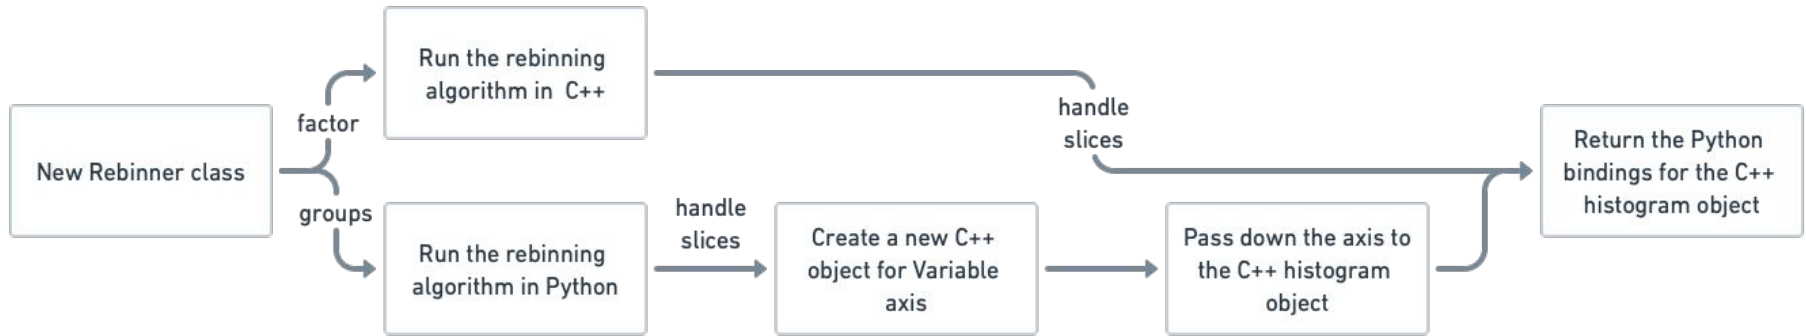 New Rebinner class
factor
groups
Run the rebinning
algorithm in C++
Run the rebinning
algorithm in Python
handle
slices
Create a new C++
object for Variable
axis
Pass down the axis to
the C++ histogram
object
handle
slices
Return the Python
bindings for the C++
histogram object